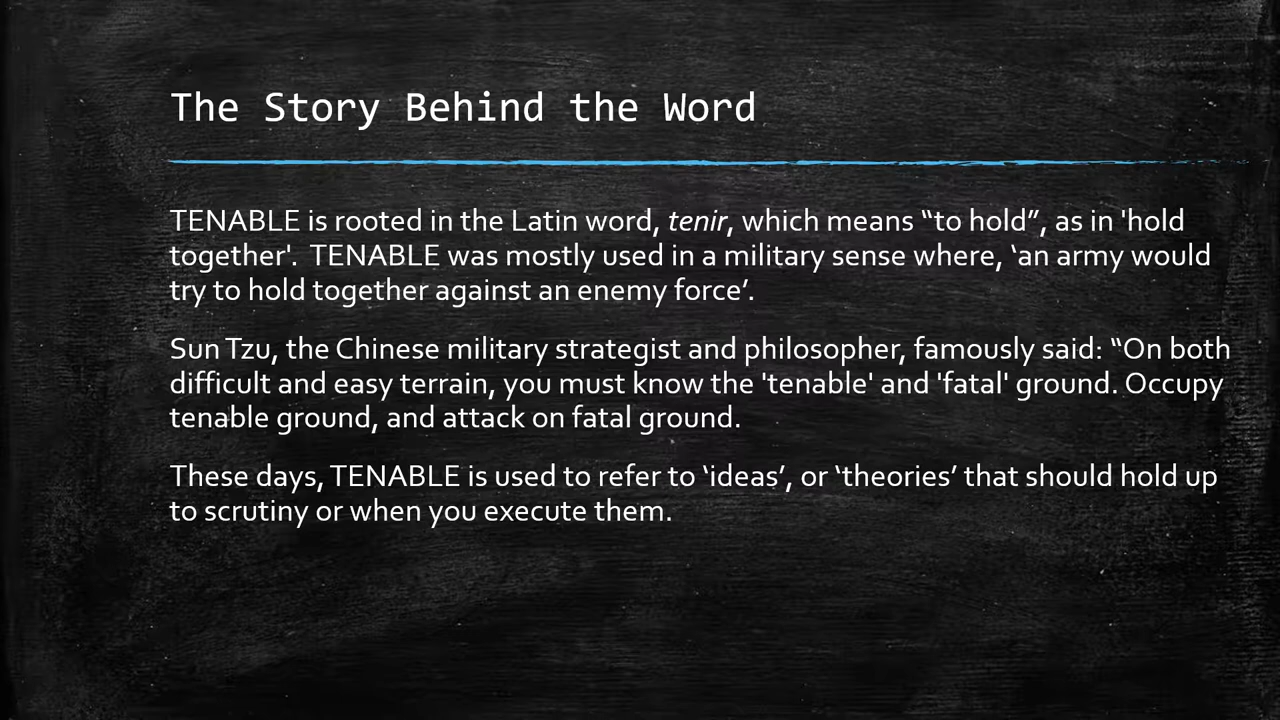 The Story Behind the Word
TENABLE is rooted in the Latin word, tenir, which means “to hold”, as in 'hold
together'.  TENABLE was mostly used in a military sense where, ‘an army would
try to hold together against an enemy force’.
Sun Tzu, the Chinese military strategist and philosopher, famously said: “On both
difficult and easy terrain, you must know the 'tenable' and 'fatal' ground. Occupy
tenable ground, and attack on fatal ground.
These days, TENABLE is used to refer to ‘ideas’, or ‘theories’ that should hold up
to scrutiny or when you execute them.